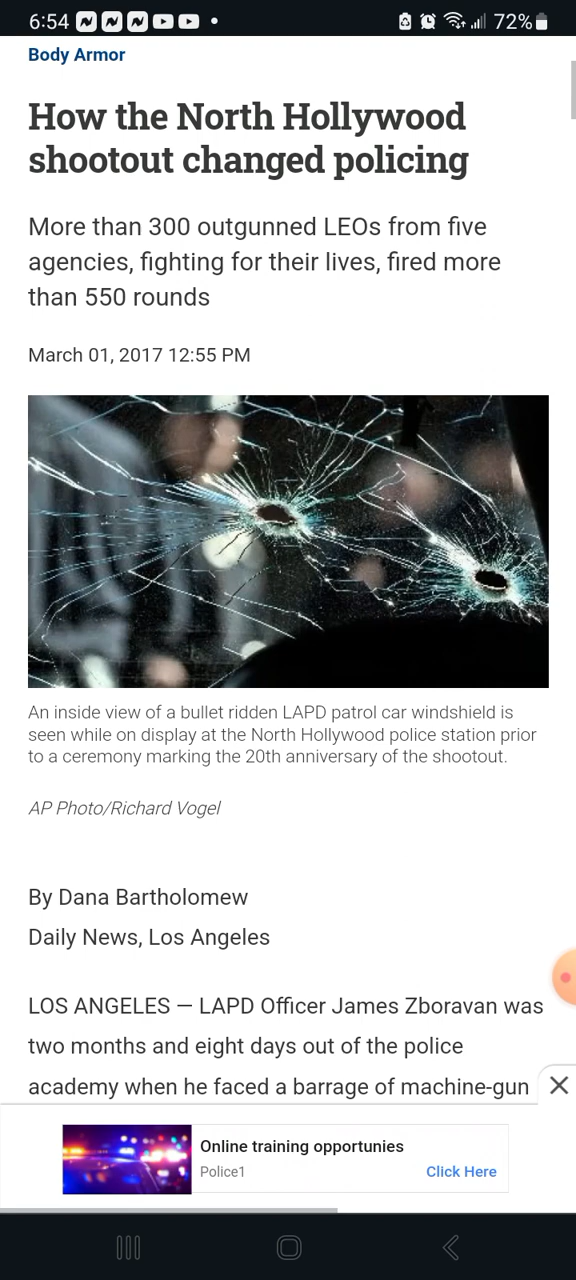 6:54
72%
Body Armor
How the North Hollywood
shootout changed policing
More than 300 outgunned LEOs from five
agencies, fighting for their lives, fired more
than 550 rounds
March 01, 2017 12:55 PM
An inside view of a bullet ridden LAPD patrol car windshield is
seen while on display at the North Hollywood police station prior
to a ceremony marking the 20th anniversary of the shootout.
AP Photo/Richard Vogel
By Dana Bartholomew
Daily News, Los Angeles
LOS ANGELES — LAPD Officer James Zboravan was
two months and eight days out of the police
academy when he faced a barrage of machine-gun
Online training opportunies
Police1
Click Here